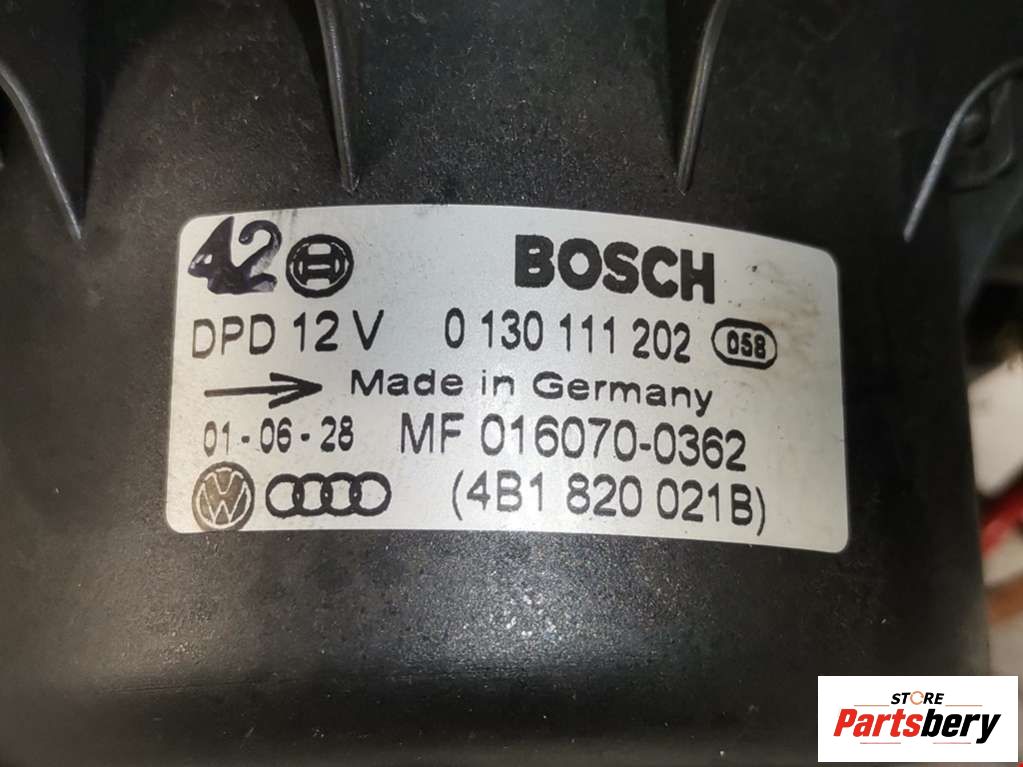 42 BOSCH
DPD 12 V 0 130 111 202 058
Made in Germany
01-06-28 MF 016070-0362
VW (4B1 820 021B)
STORE
Partsbery